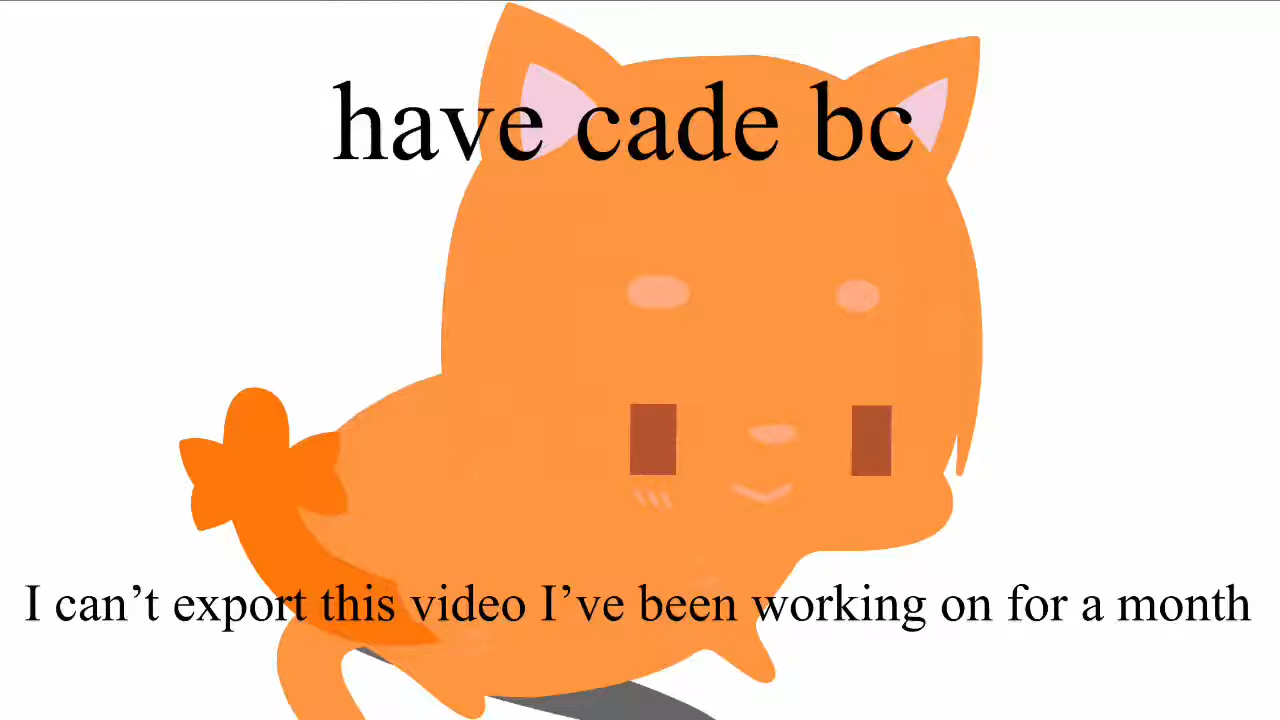 have cade bc
I can’t export this video I’ve been working on for a month